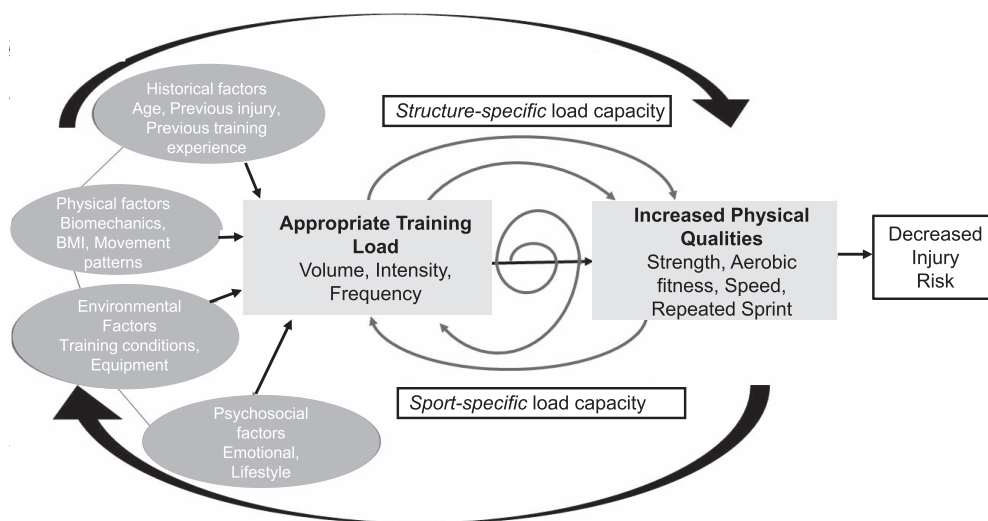 Historical factors
Age, Previous injury,
Previous training
experience
Structure-specific load capacity
Physical factors
Biomechanics,
BMI, Movement
patterns
Appropriate Training
Load
Volume, Intensity,
Frequency
Increased Physical
Qualities
Strength, Aerobic
fitness, Speed,
Repeated Sprint
Decreased
Injury
Risk
Environmental
Factors
Training conditions,
Equipment
Sport-specific load capacity
Psychosocial
factors
Emotional,
Lifestyle